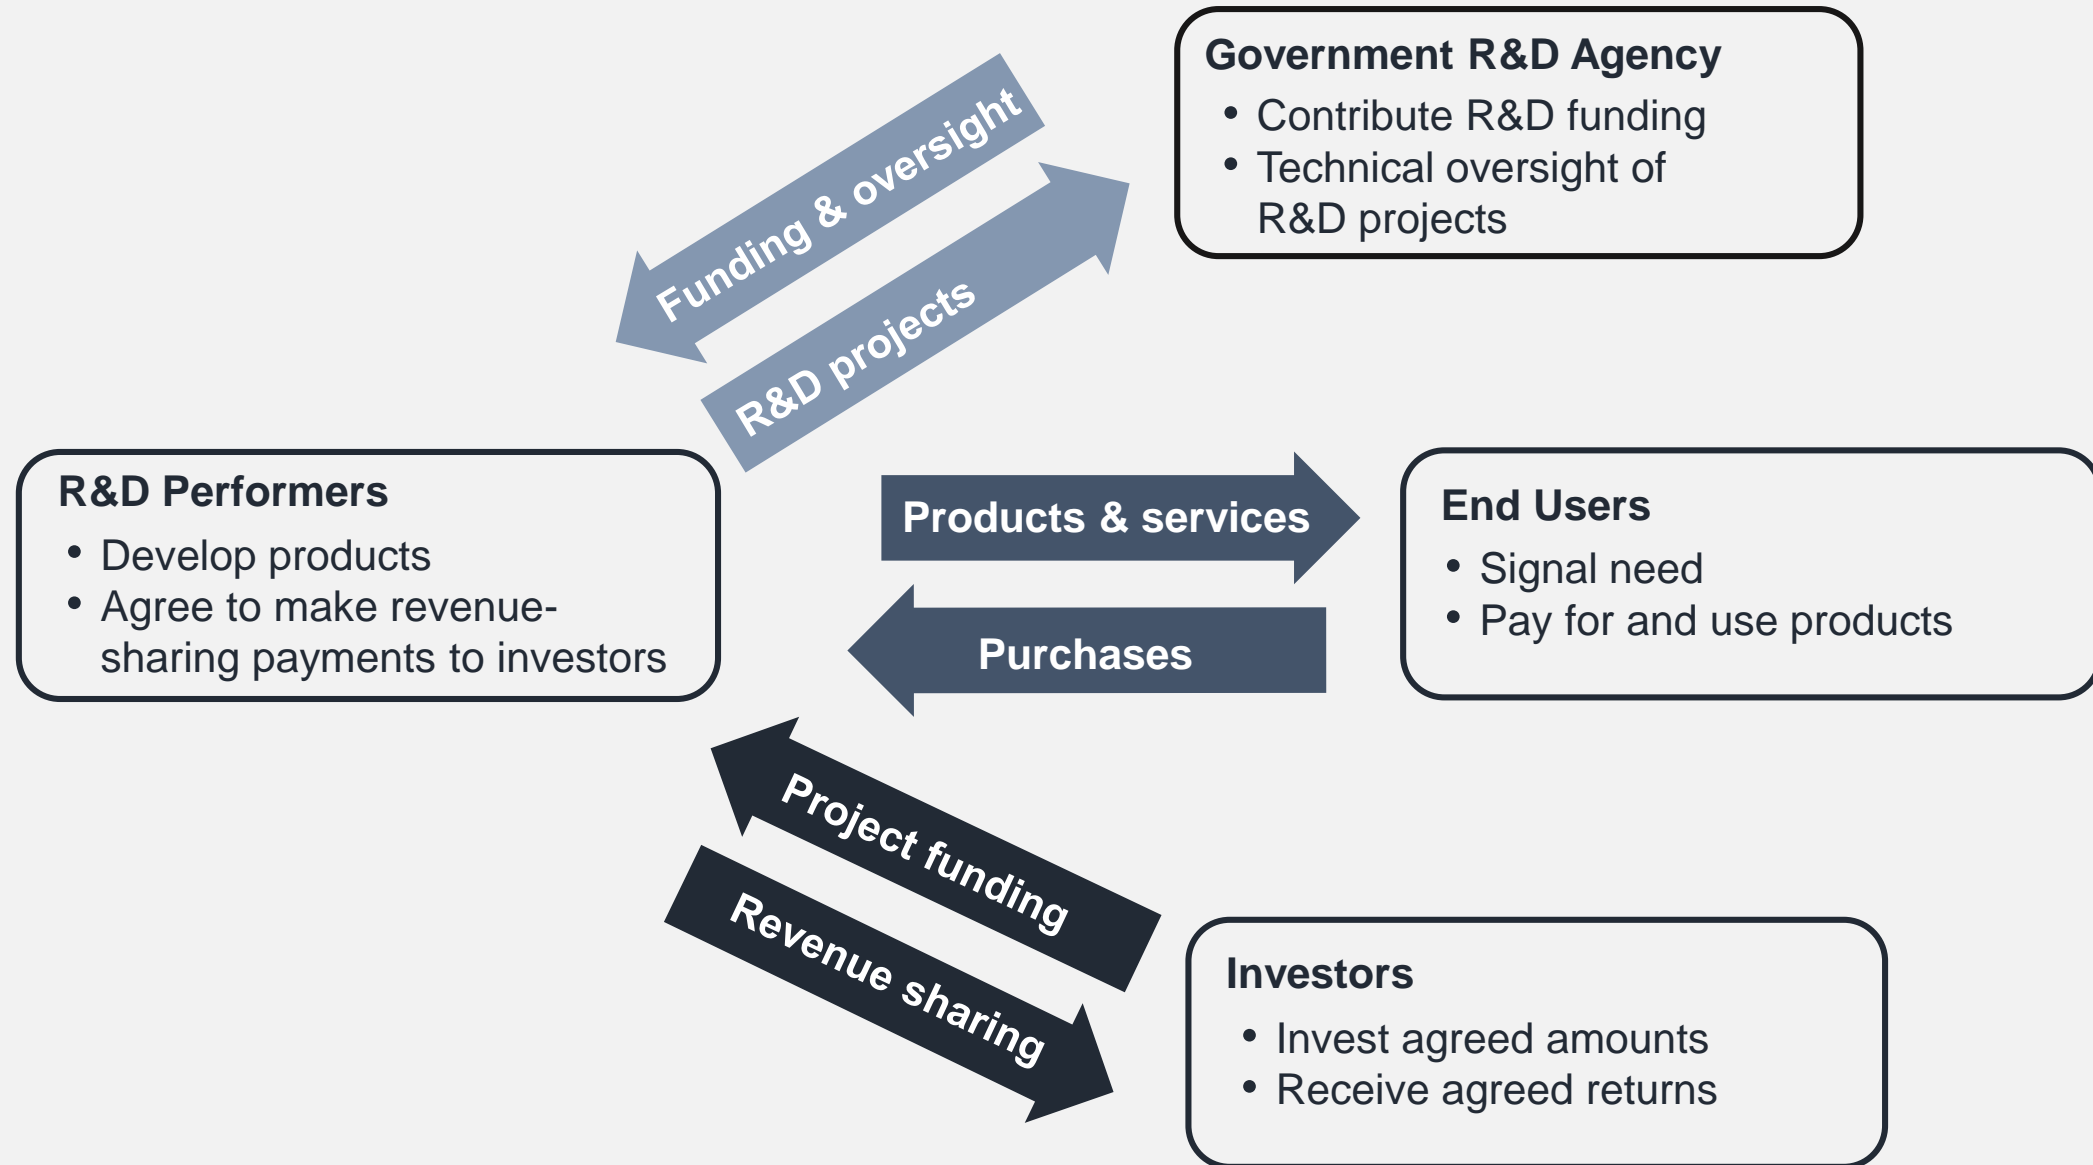 Government R&D Agency
• Contribute R&D funding
• Technical oversight of
R&D projects
Funding & oversight
R&D projects
R&D Performers
• Develop products
• Agree to make revenue-
sharing payments to investors
Products & services
Purchases
End Users
• Signal need
• Pay for and use products
Project funding
Revenue sharing
Investors
• Invest agreed amounts
• Receive agreed returns